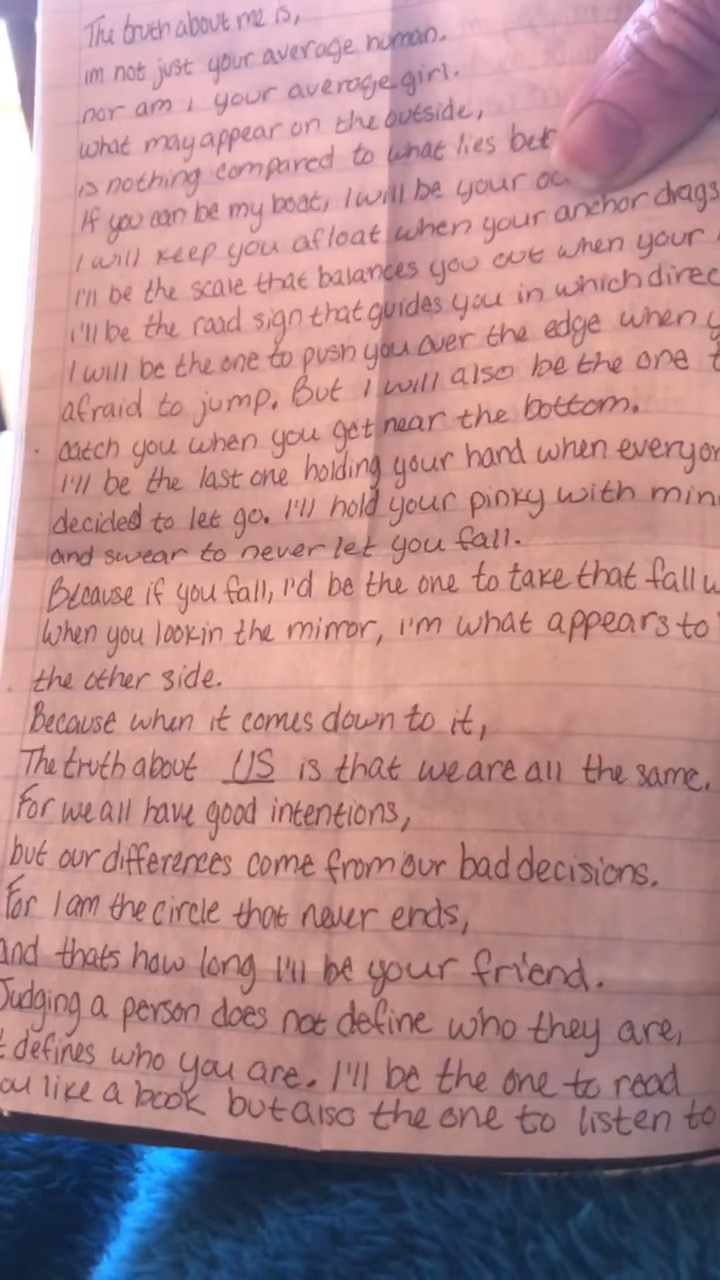 The truth about me is,
im not just your average human.
nor am i your average girl.
what may appear on the outside,
is nothing compared to what lies
If you can be my boat, I will be your
I will keep you afloat when your anchor drags
I'll be the scale that balances you out when your
i'll be the road sign that guides you in which
I will be the one to push you over the edge when
afraid to jump. But I will also be the one
catch you when you get near the bottom.
I'll be the last one holding your hand when
decided to let go. I'll hold your pinky with
and swear to never let you fall.
Because if you fall, I'd be the one to take that fall
When you look in the mirror, i'm what appears to
the other side.
Because when it comes down to it,
The truth about US is that we are all the same.
For we all have good intentions,
but our differences come from our bad decisions.
For I am the circle that never ends,
and thats how long I'll be your friend.
Judging a person does not define who they are,
defines who you are. I'll be the one to read
like a book but also the one to listen to